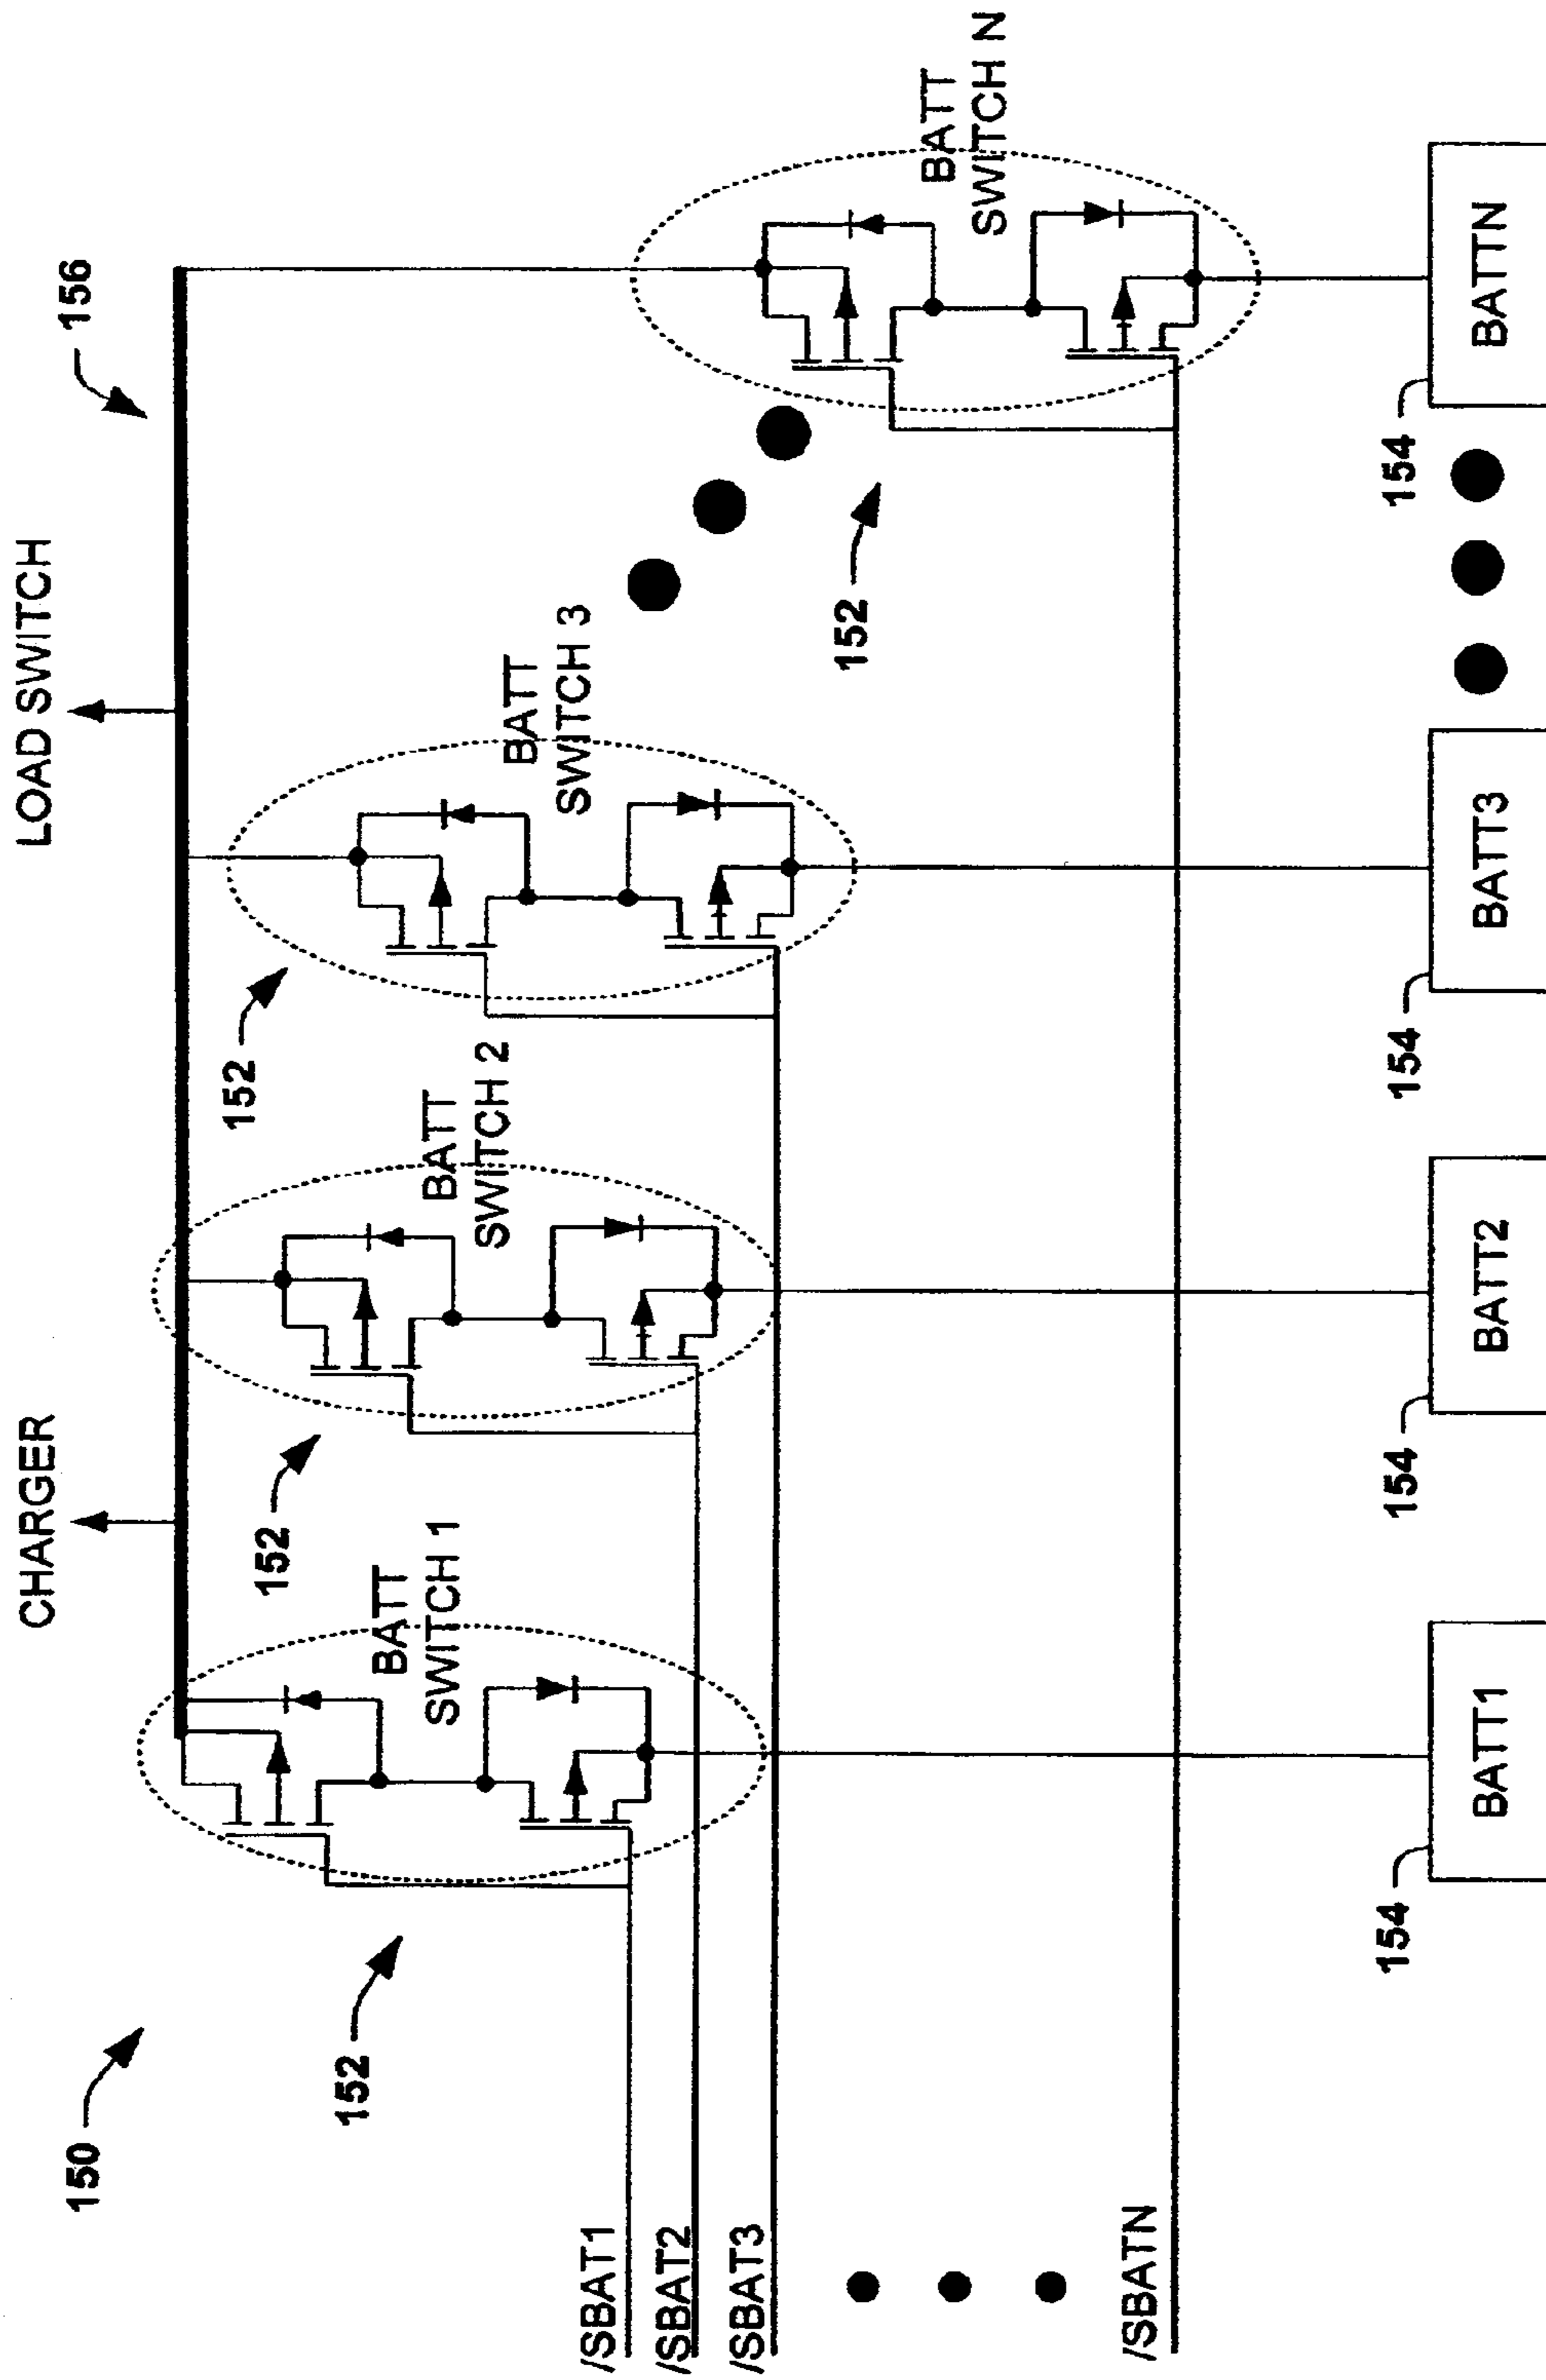 CHARGER
LOAD SWITCH
150
156
152
BATT
SWITCH 1
152
BATT
SWITCH 2
152
BATT
SWITCH 3
152
BATT
SWITCH N
/SBAT1
/SBAT2
/SBAT3
/SBATN
154
BATT1
154
BATT2
154
BATT3
154
BATTN